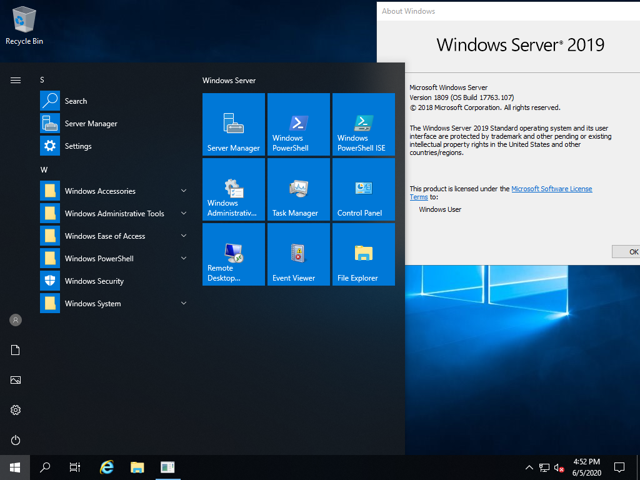 Recycle Bin
About Windows
Windows Server® 2019
Microsoft Windows Server
Version 1809 (OS Build 17763.107)
© 2018 Microsoft Corporation. All rights reserved.
The Windows Server 2019 Standard operating system and its user
interface are protected by trademark and other pending or existing
intellectual property rights in the United States and other
countries/regions.
This product is licensed under the Microsoft Software License
Terms to:
Windows User
OK
S
Search
Server Manager
Settings
W
Windows Accessories
Windows Administrative Tools
Windows Ease of Access
Windows PowerShell
Windows Security
Windows System
Windows Server
Server Manager
Windows
PowerShell
Windows
PowerShell ISE
Windows
Administrativ...
Task Manager
Control Panel
Remote
Desktop...
Event Viewer
File Explorer
4:52 PM
6/5/2020